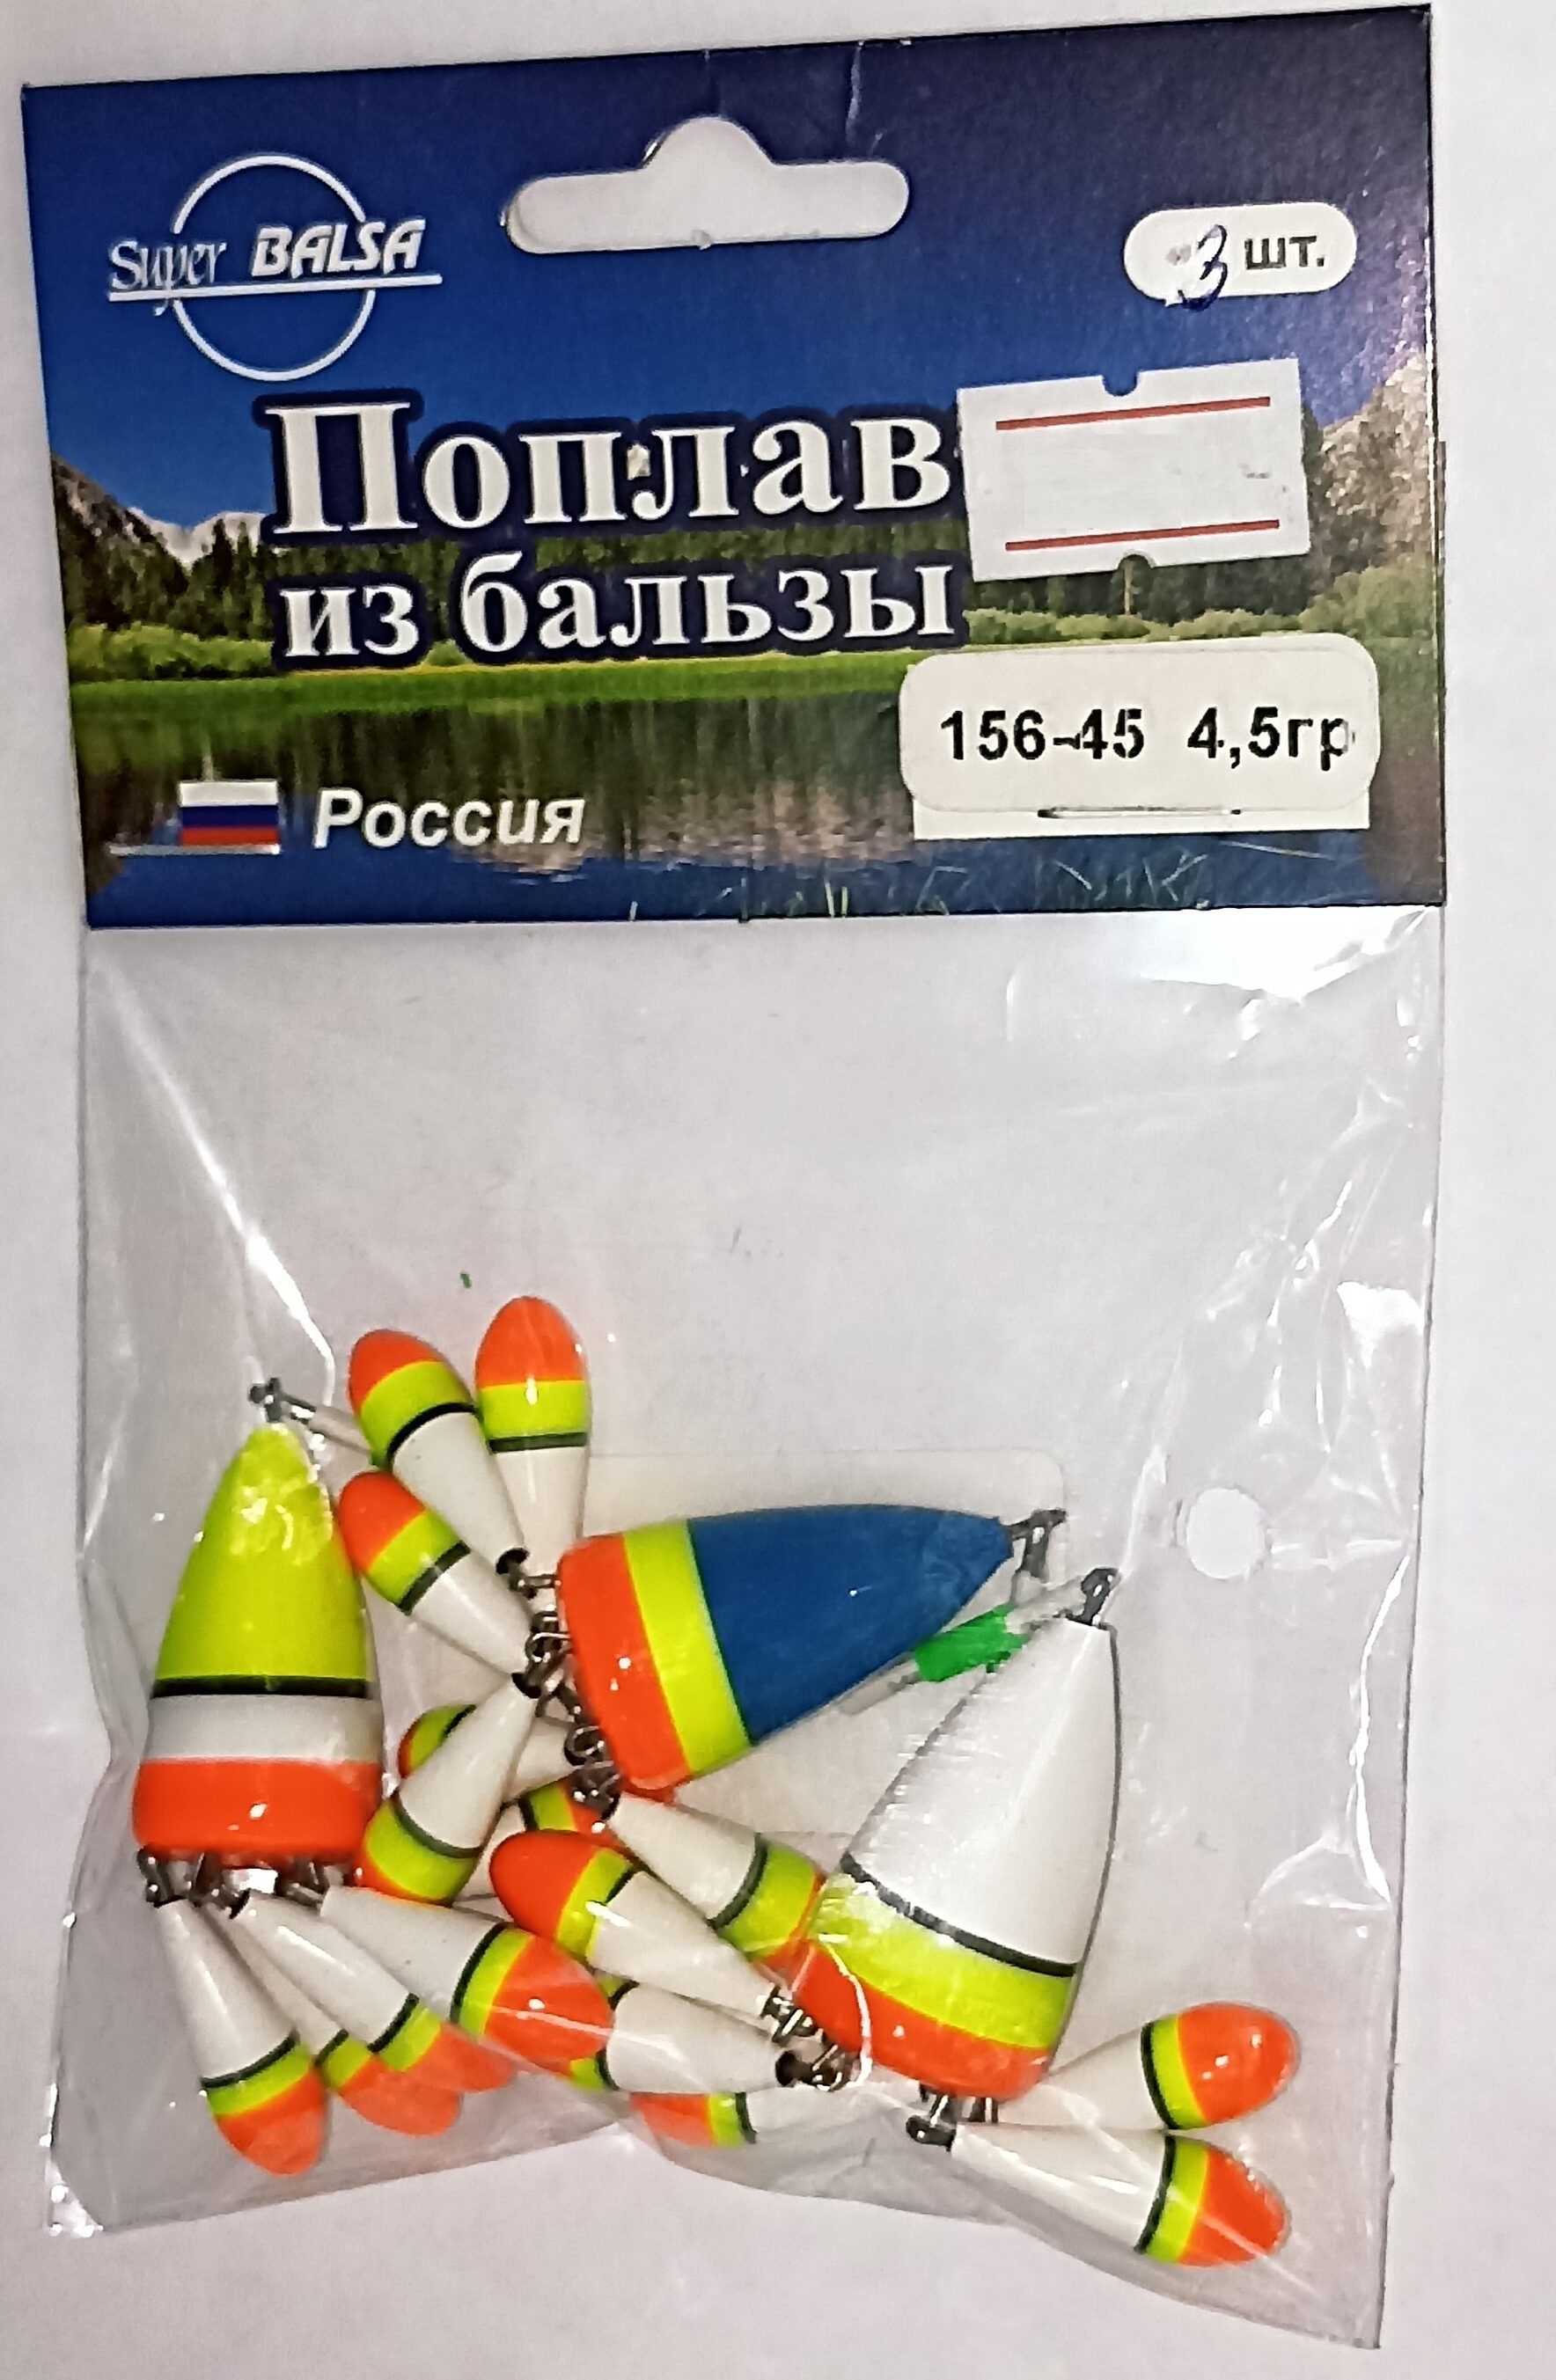 Super BALSA
3 шт.
Поплав
из бальзы
156-45 4,5гр
Россия